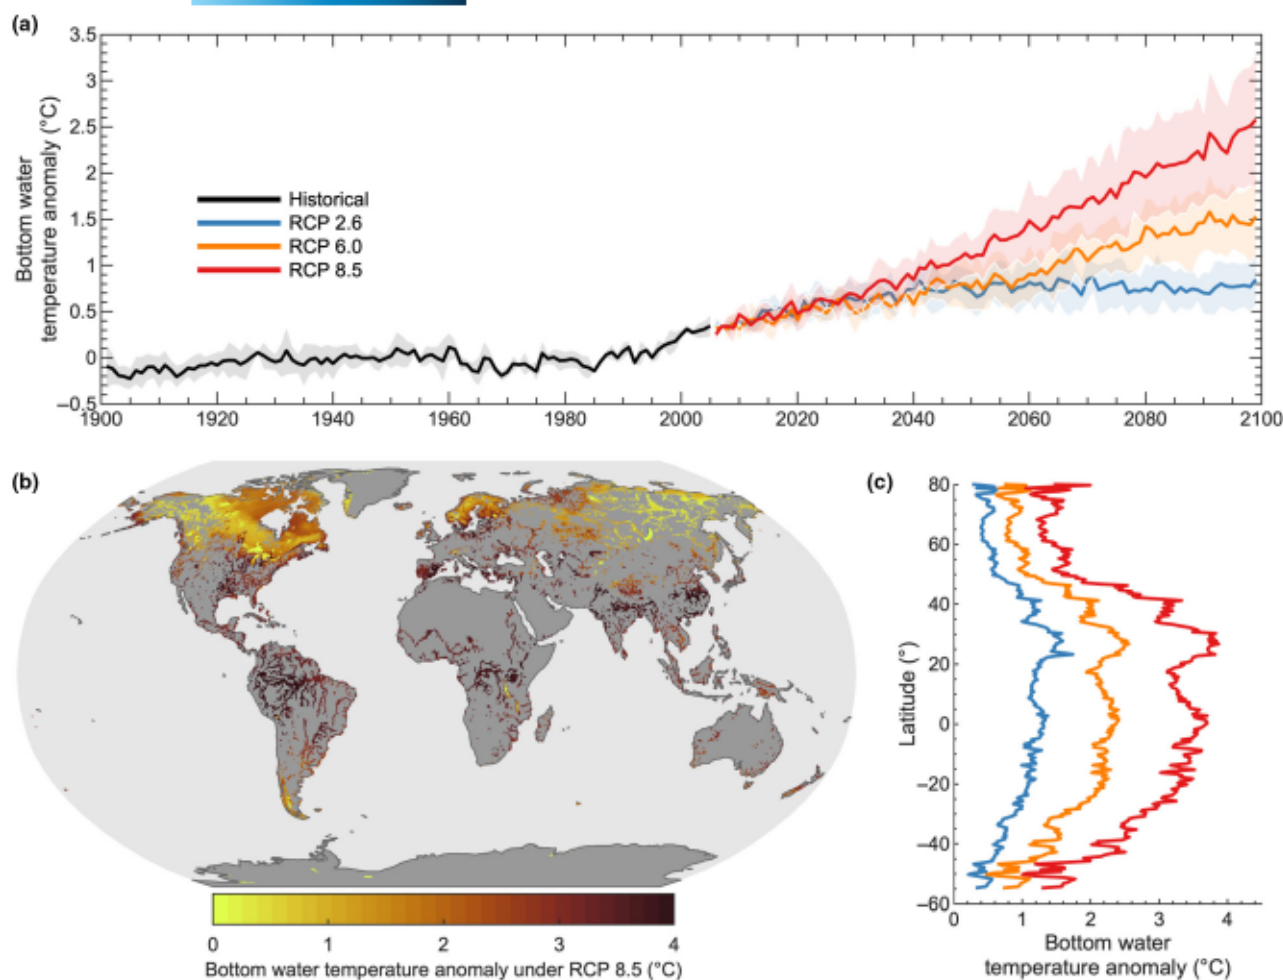 (a)
3.5
3
2.5
2
1.5
1
0.5
0
–0.5
Bottom water
temperature anomaly (°C)
Historical
RCP 2.6
RCP 6.0
RCP 8.5
1900 1920 1940 1960 1980 2000 2020 2040 2060 2080 2100
(b)
0 1 2 3 4
Bottom water temperature anomaly under RCP 8.5 (°C)
(c)
80
60
40
20
0
–20
–40
–60
Latitude (°)
0 1 2 3 4
Bottom water
temperature anomaly (°C)